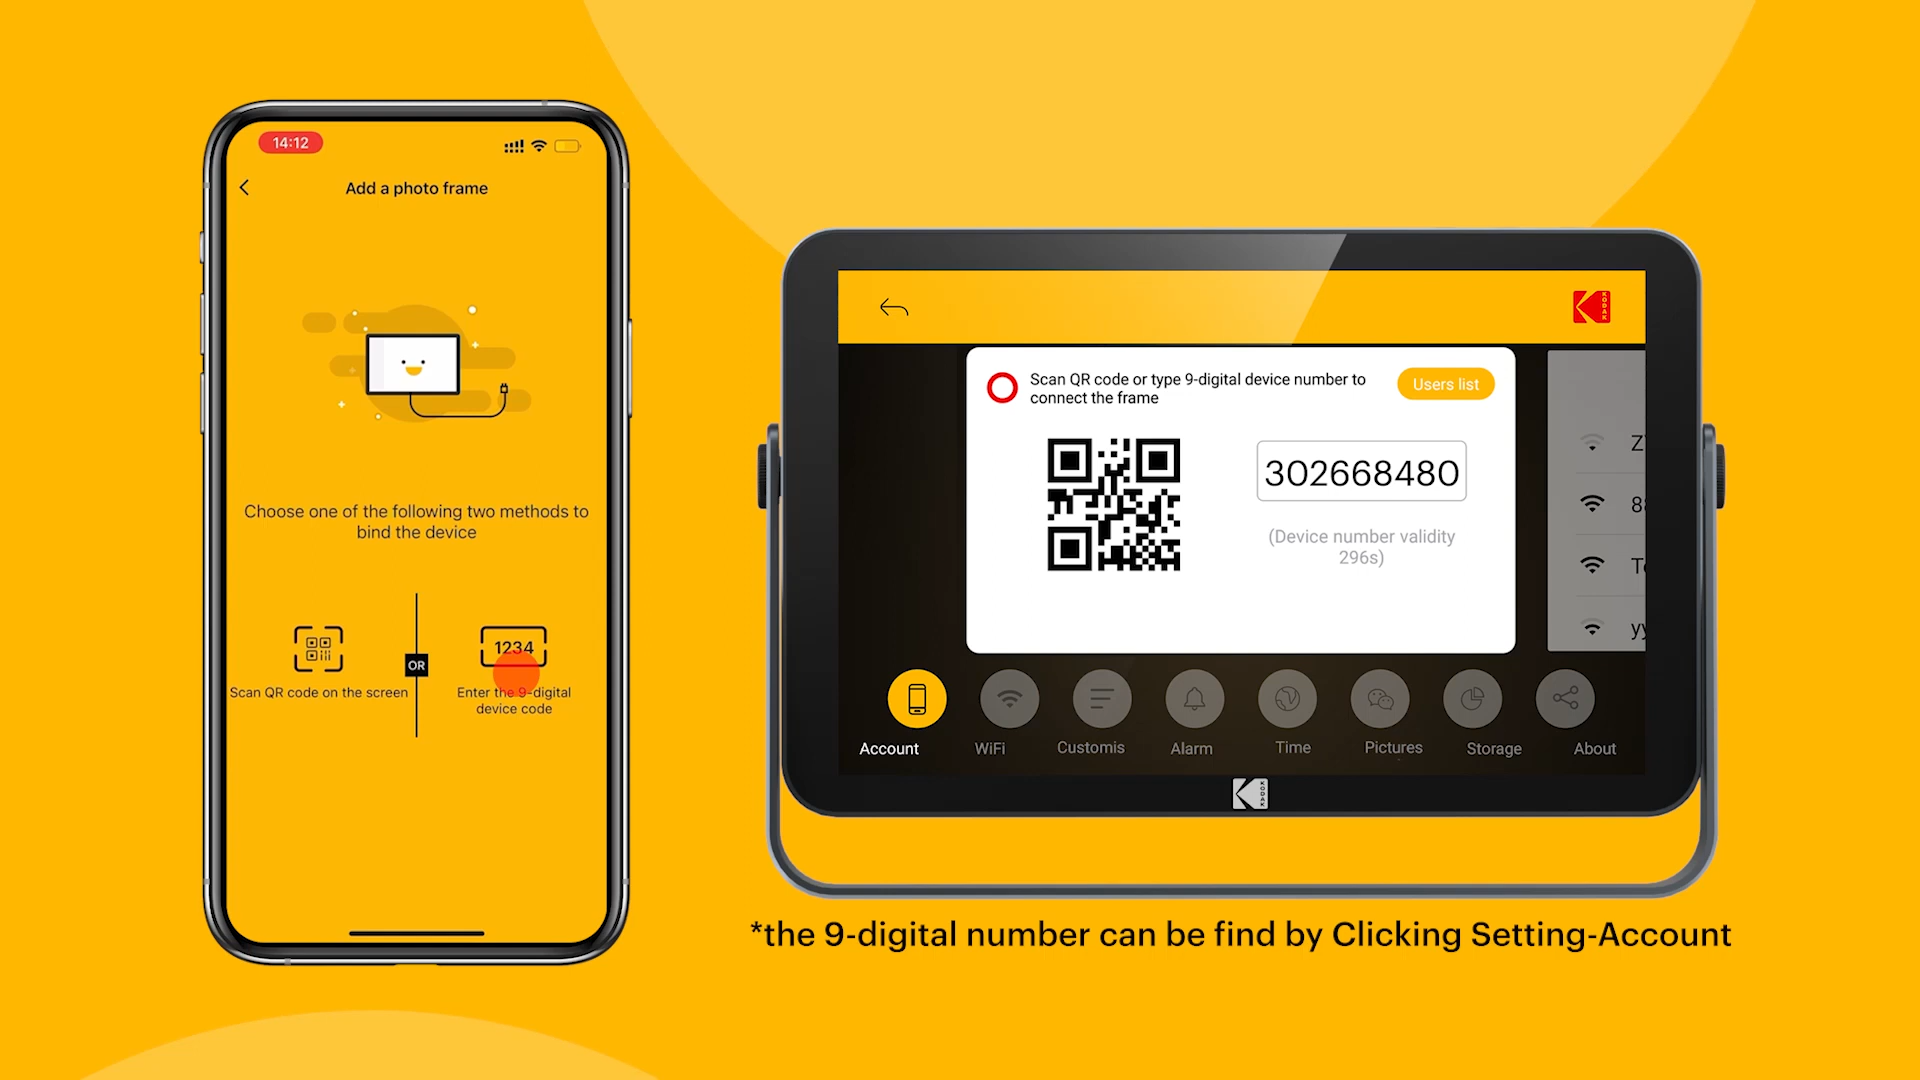 14:12
Add a photo frame
Choose one of the following two methods to
bind the device
OR
1234
Scan QR code on the screen
Enter the 9-digital
device code
KODAK
Scan QR code or type 9-digital device number to
connect the frame
Users list
302668480
(Device number validity
296s)
Account
WiFi
Customis
Alarm
Time
Pictures
Storage
About
KODAK
*the 9-digital number can be find by Clicking Setting-Account